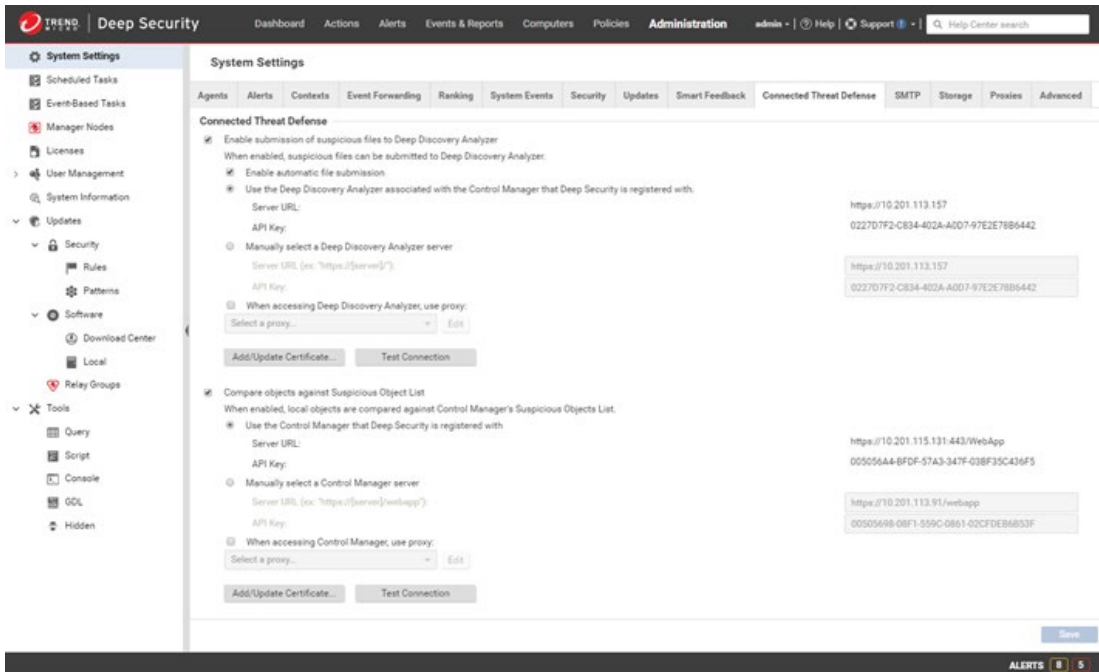 TREND MICRO Deep Security
Dashboard Actions Alerts Events & Reports Computers Policies Administration admin Help Support Help Center search
System Settings
Scheduled Tasks
Event-Based Tasks
Manager Nodes
Licenses
User Management
System Information
Updates
Security
Rules
Patterns
Software
Download Center
Local
Relay Groups
Tools
Query
Script
Console
GDL
Hidden
System Settings
Agents Alerts Contexts Event Forwarding Ranking System Events Security Updates Smart Feedback Connected Threat Defense SMTP Storage Proxies Advanced
Connected Threat Defense
Enable submission of suspicious files to Deep Discovery Analyzer
When enabled, suspicious files can be submitted to Deep Discovery Analyzer.
Enable automatic file submission
Use the Deep Discovery Analyzer associated with the Control Manager that Deep Security is registered with.
Server URL: https://10.201.113.157
API Key: 0227D7F2-C834-402A-A0D7-97E2E78B6442
Manually select a Deep Discovery Analyzer server
Server URL (ex: "https://[server]/"): https://10.201.113.157
API Key: 0227D7F2-C834-402A-A0D7-97E2E78B6442
When accessing Deep Discovery Analyzer, use proxy:
Select a proxy... Edit
Add/Update Certificate... Test Connection
Compare objects against Suspicious Object List
When enabled, local objects are compared against Control Manager's Suspicious Objects List.
Use the Control Manager that Deep Security is registered with
Server URL: https://10.201.115.131:443/WebApp
API Key: 005056A4-BFDF-57A3-347F-03BF35C436F5
Manually select a Control Manager server
Server URL (ex: "https://[server]/webapp"): https://10.201.113.91/webapp
API Key: 00505698-08F1-559C-0861-02CFDEB6B53F
When accessing Control Manager, use proxy:
Select a proxy... Edit
Add/Update Certificate... Test Connection
Save
ALERTS 8 5